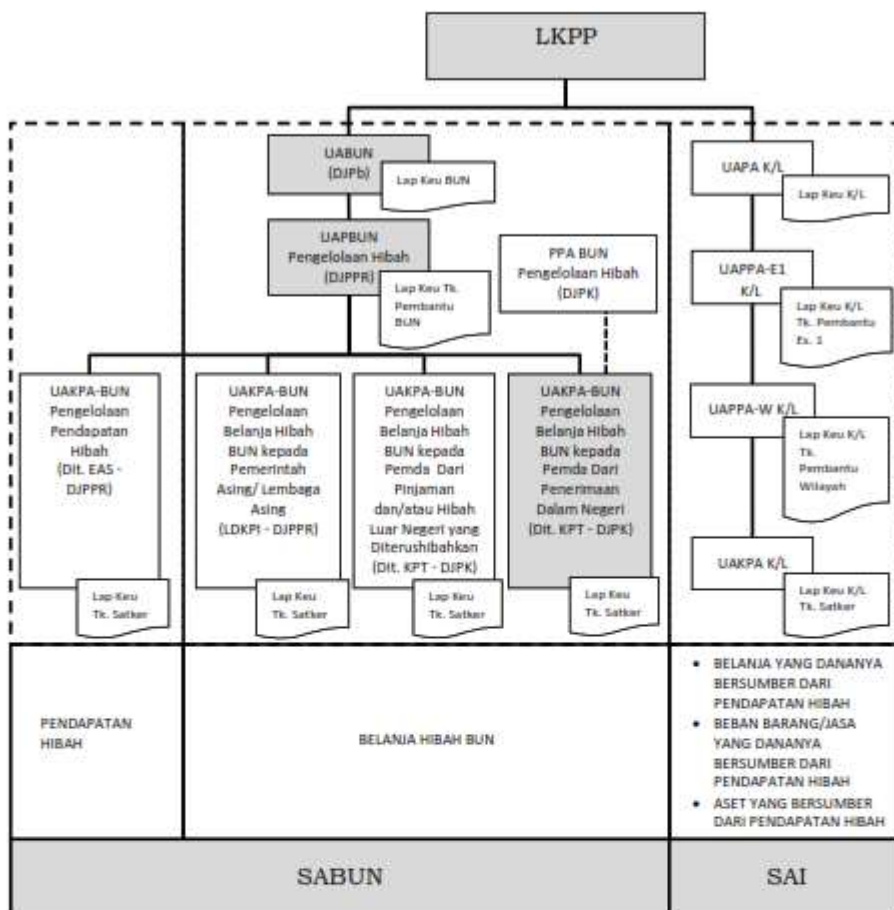 LKPP
UABUN
(DJPb)
Lap Keu BUN
UAPBUN
Pengelolaan Hibah
(DJPPR)
Lap Keu Tk.
Pembantu
BUN
PPA BUN
Pengelolaan Hibah
(DJPK)
UAPA K/L
Lap Keu K/L
UAPPA-E1
K/L
Lap Keu K/L
Tk. Pembantu
Es. 1
UAPPA-W K/L
Lap Keu K/L
Tk.
Pembantu
Wilayah
UAKPA K/L
Lap Keu K/L
Tk. Satker
UAKPA-BUN
Pengelolaan
Pendapatan
Hibah
(Dit. EAS -
DJPPR)
Lap Keu
Tk. Satker
UAKPA-BUN
Pengelolaan
Belanja Hibah
BUN kepada
Pemerintah
Asing/ Lembaga
Asing
(LDKPI - DJPPR)
Lap Keu
Tk. Satker
UAKPA-BUN
Pengelolaan
Belanja Hibah
BUN kepada
Pemda Dari
Pinjaman
dan/atau Hibah
Luar Negeri yang
Diterushibahkan
(Dit. KPT - DJPK)
Lap Keu
Tk. Satker
UAKPA-BUN
Pengelolaan
Belanja Hibah
BUN kepada
Pemda Dari
Penerimaan
Dalam Negeri
(Dit. KPT - DJPK)
Lap Keu
Tk. Satker
PENDAPATAN
HIBAH
BELANJA HIBAH BUN
• BELANJA YANG DANANYA
BERSUMBER DARI
PENDAPATAN HIBAH
• BEBAN BARANG/JASA
YANG DANANYA
BERSUMBER DARI
PENDAPATAN HIBAH
• ASET YANG BERSUMBER
DARI PENDAPATAN HIBAH
SABUN
SAI